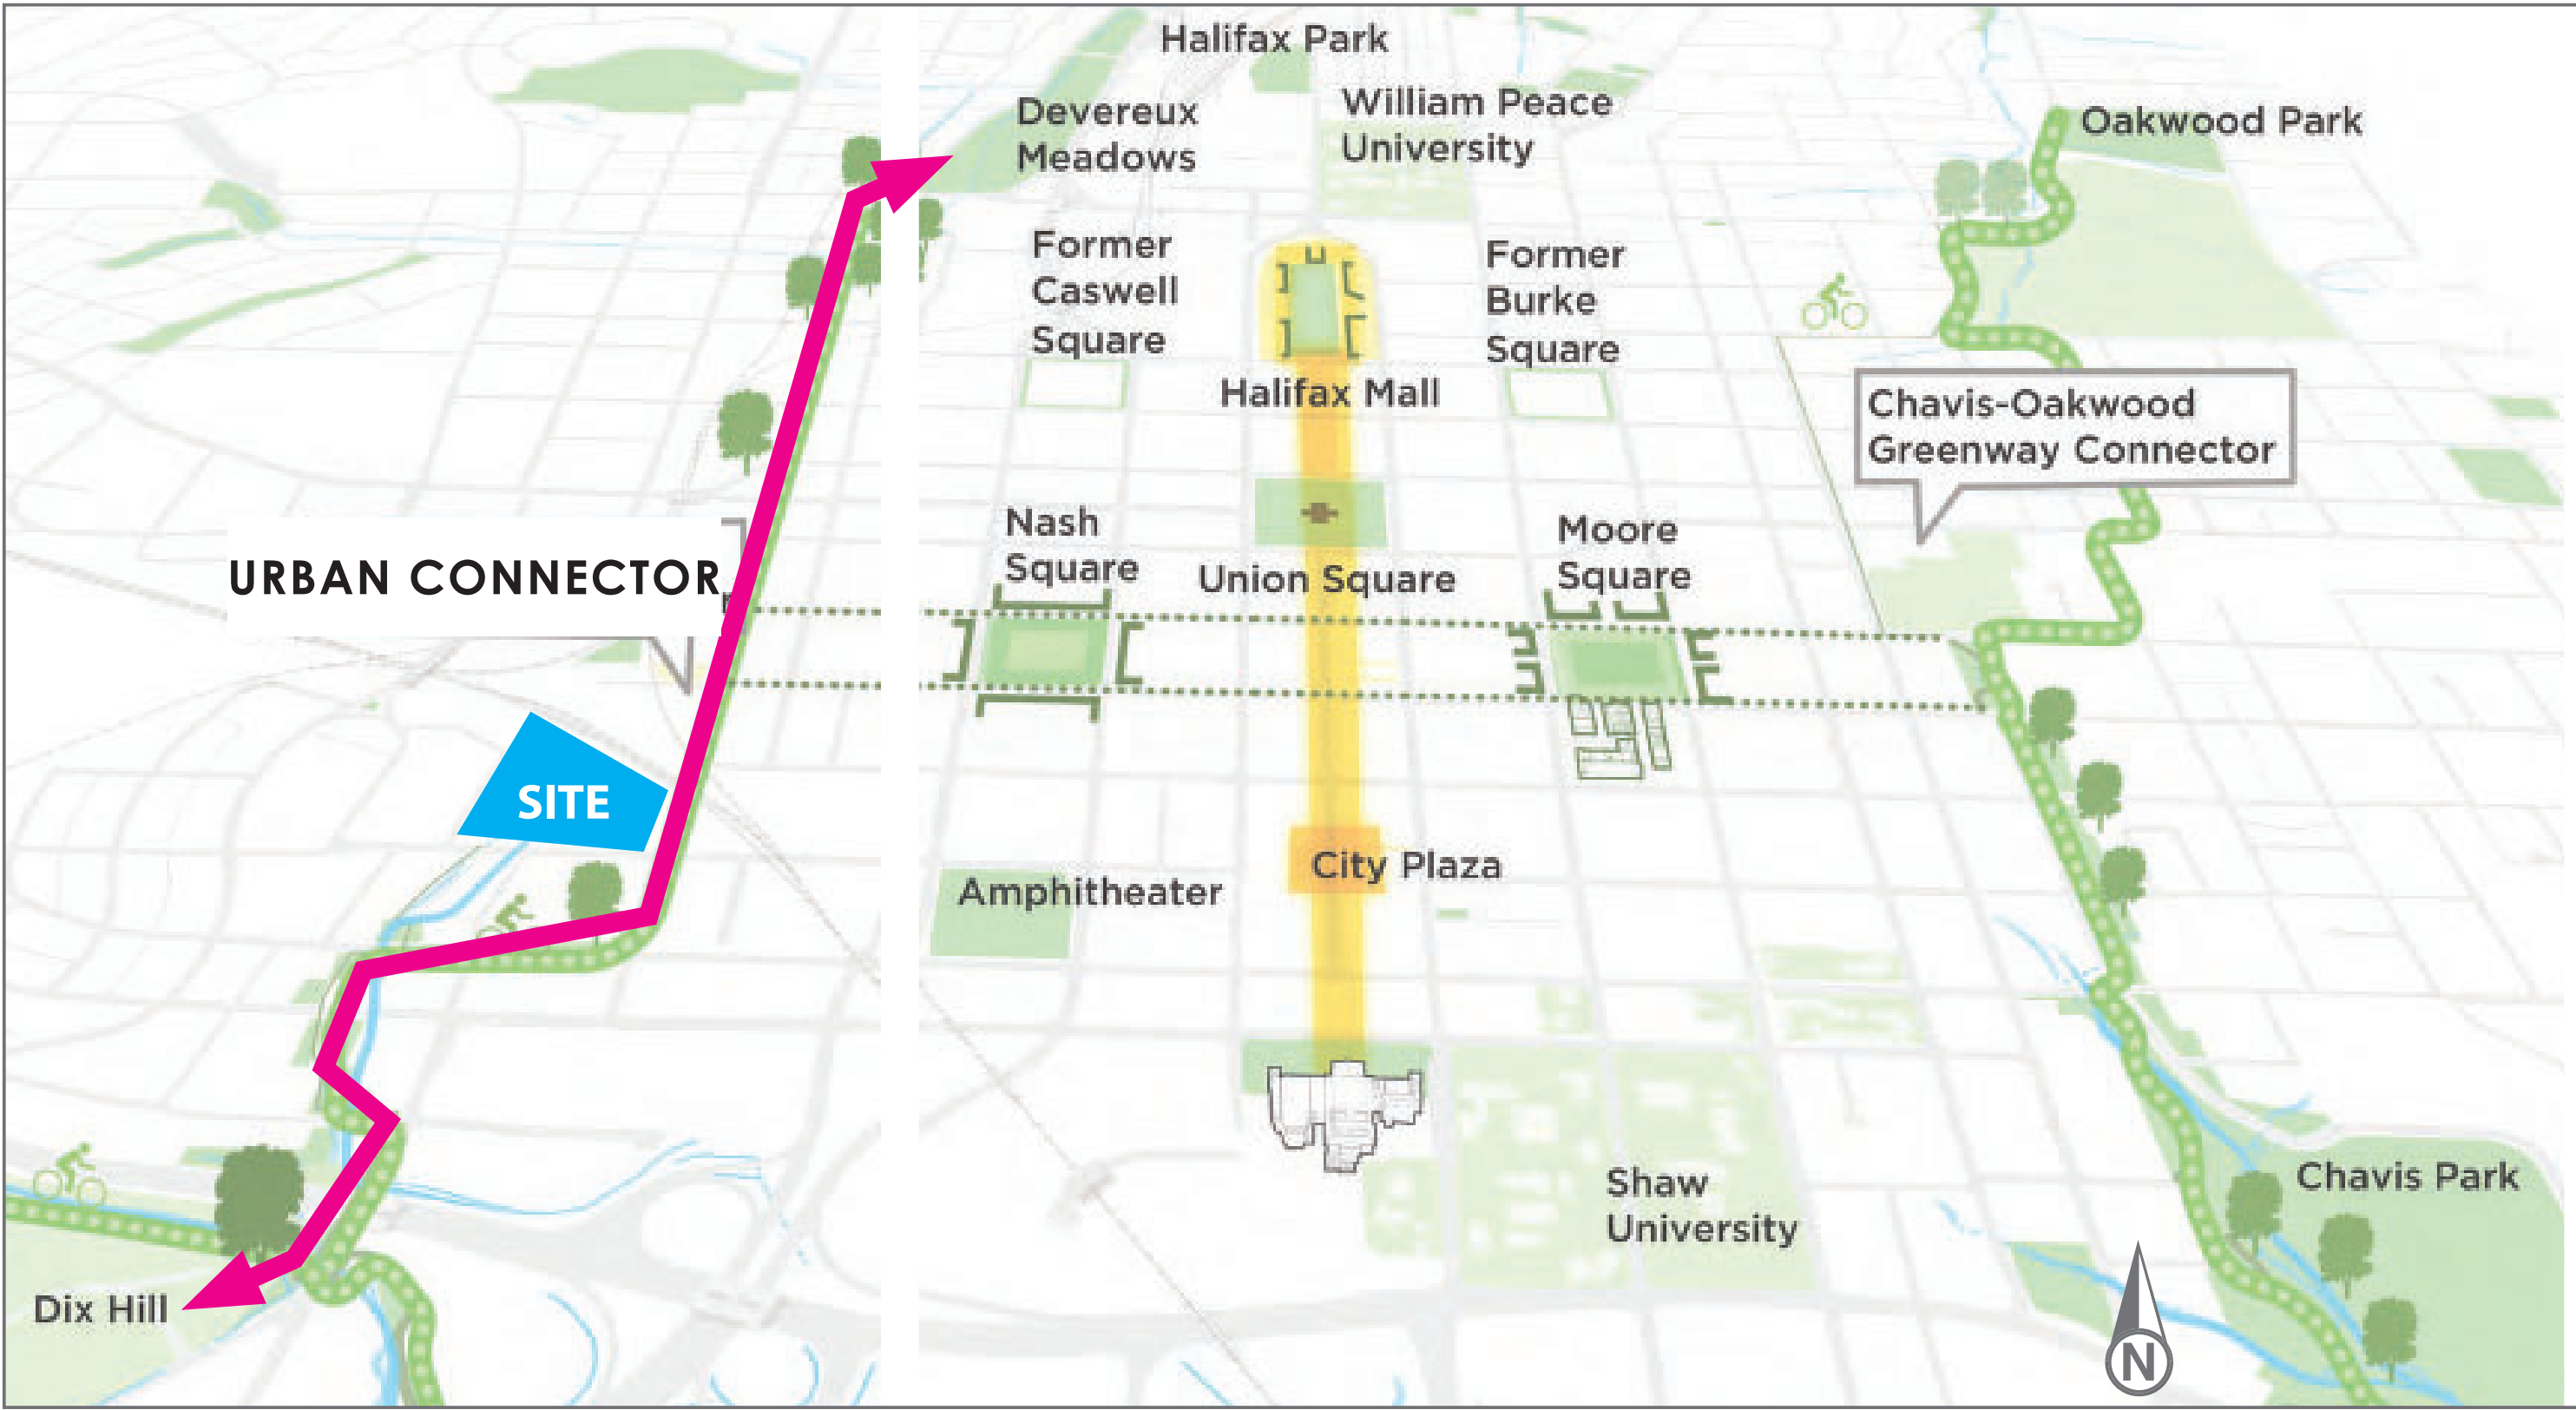 Halifax Park
Devereux
Meadows
William Peace
University
Oakwood Park
Former
Caswell
Square
Former
Burke
Square
Halifax Mall
Chavis-Oakwood
Greenway Connector
Nash
Square
Union Square
Moore
Square
URBAN CONNECTOR
SITE
Amphitheater
City Plaza
Shaw
University
Chavis Park
Dix Hill
N